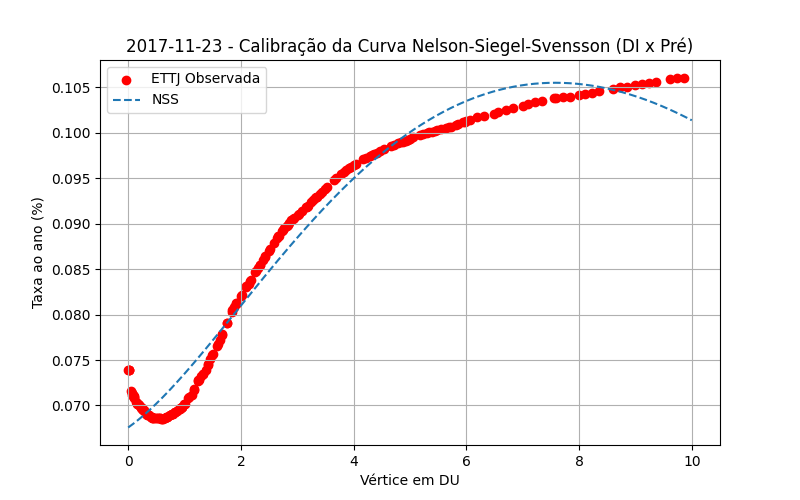 2017-11-23 - Calibração da Curva Nelson-Siegel-Svensson (DI x Pré)
ETTJ Observada
NSS
Taxa ao ano (%)
0.105
0.100
0.095
0.090
0.085
0.080
0.075
0.070
0 2 4 6 8 10
Vértice em DU